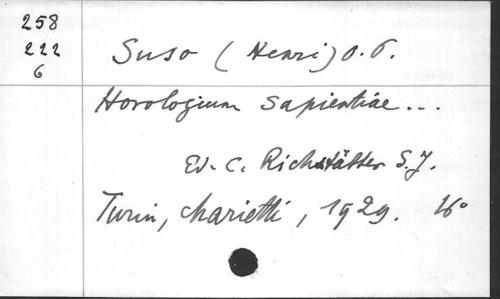 258
222
6
Suso (Henri) O.P.
Horologium Sapientiae ...
Ed. C. Richstätter S.J.
Turin, Marietti, 1929. 16°